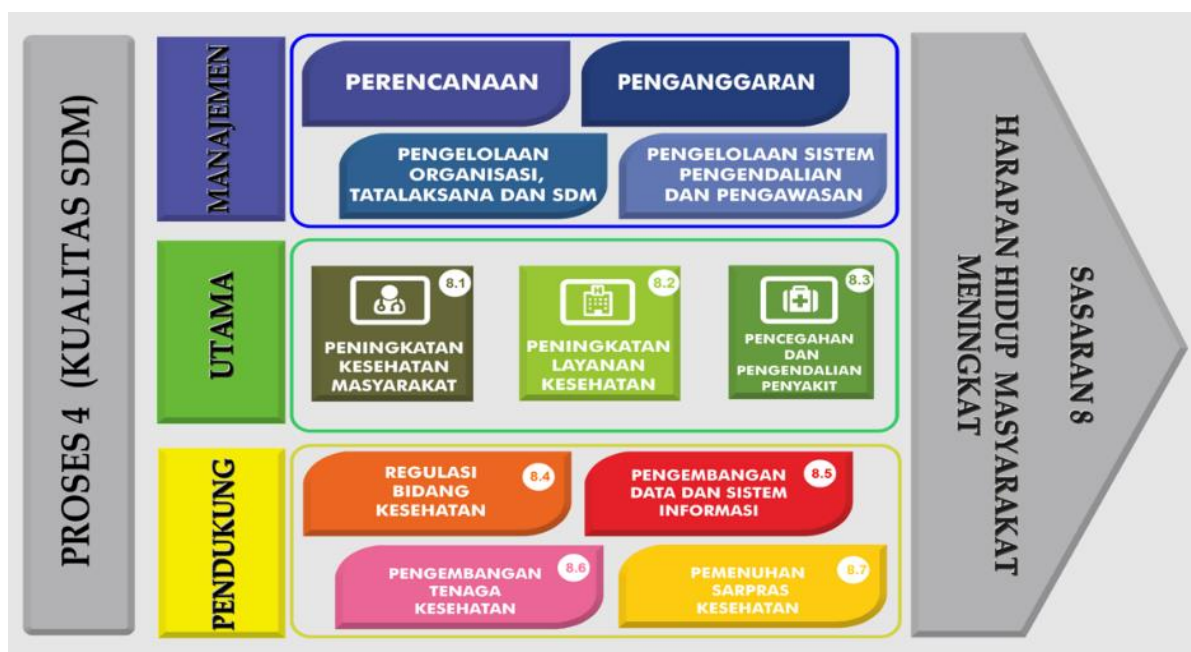 PROSES 4 (KUALITAS SDM)
MANAJEMEN
PERENCANAAN
PENGANGGARAN
PENGELOLAAN
ORGANISASI,
TATALAKSANA DAN SDM
PENGELOLAAN SISTEM
PENGENDALIAN
DAN PENGAWASAN
UTAMA
8.1
PENINGKATAN
KESEHATAN
MASYARAKAT
8.2
H
PENINGKATAN
LAYANAN
KESEHATAN
8.3
PENCEGAHAN
DAN
PENGENDALIAN
PENYAKIT
PENDUKUNG
REGULASI
BIDANG
KESEHATAN
8.4
PENGEMBANGAN
DATA DAN SISTEM
INFORMASI
8.5
PENGEMBANGAN
TENAGA
KESEHATAN
8.6
PEMENUHAN
SARPRAS
KESEHATAN
8.7
SASARAN 8
HARAPAN HIDUP MASYARAKAT
MENINGKAT